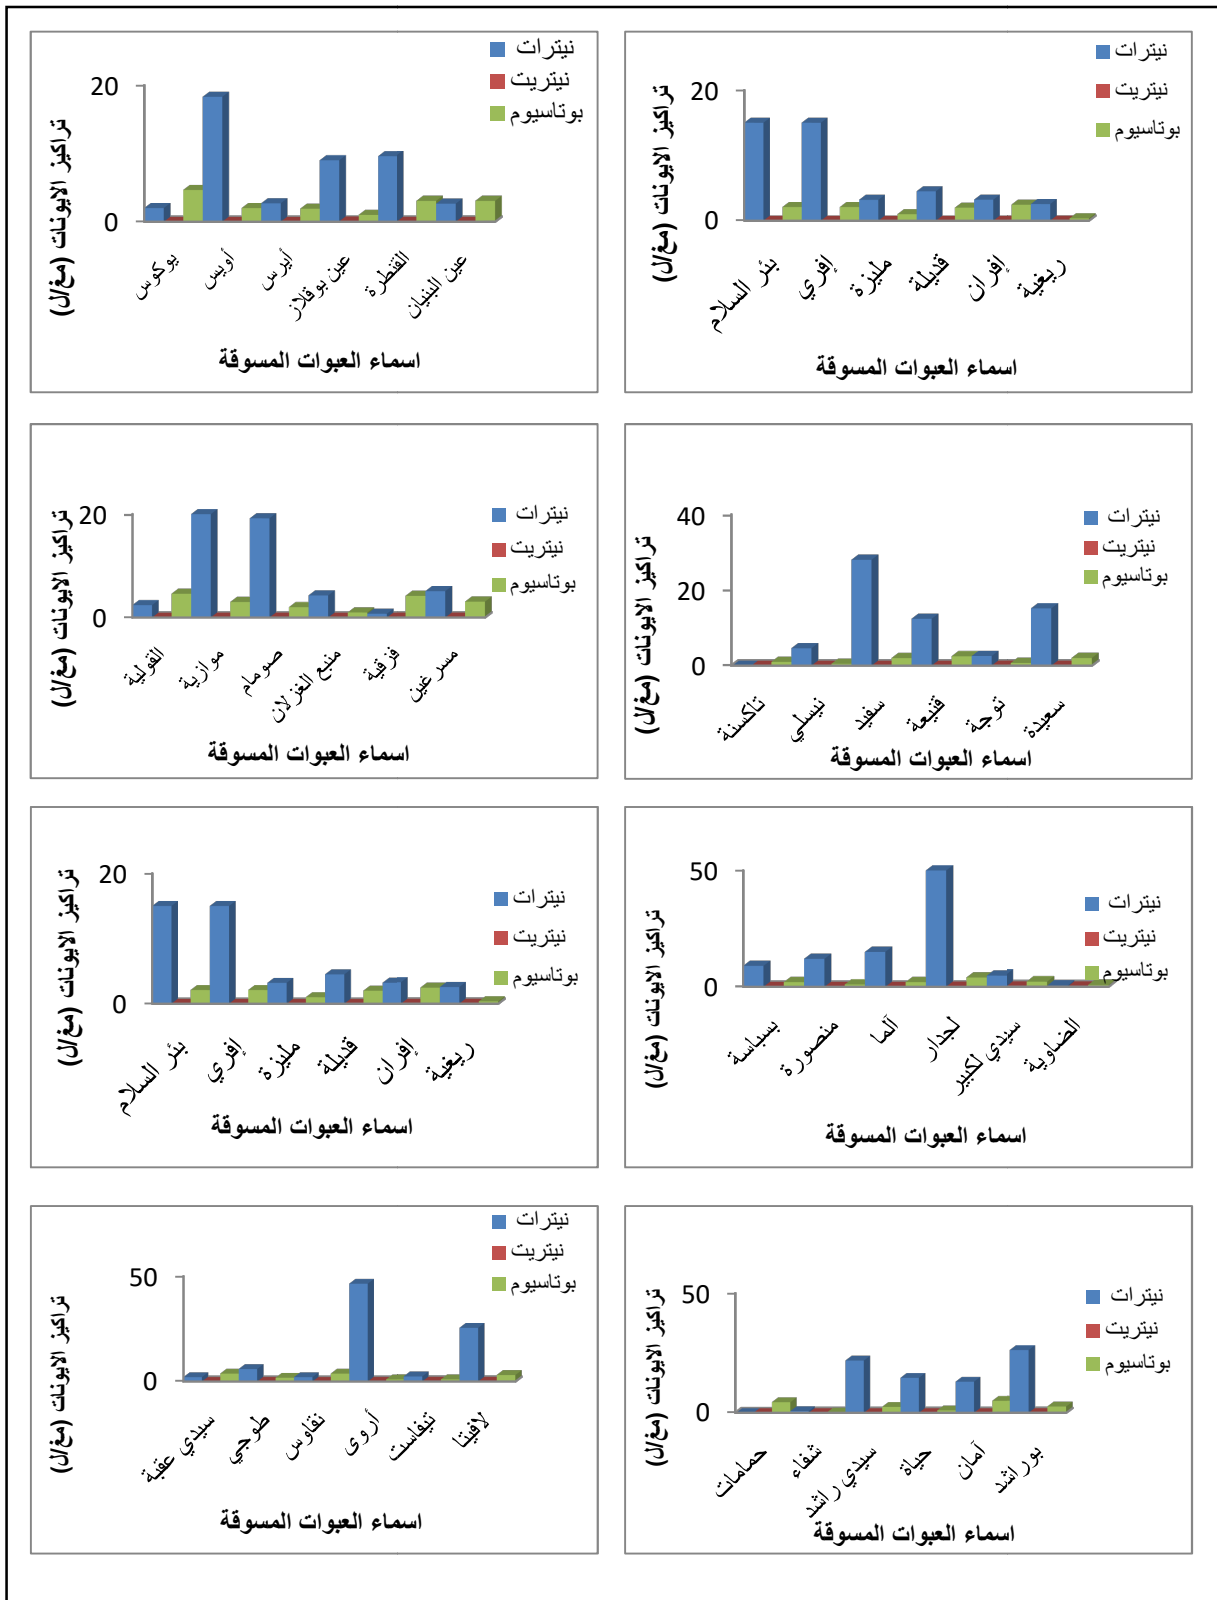 نيترات
نيتريت
بوتاسيوم
20
0
تراكيز الايونات (مغ/ل)
يوكوس
أويس
أيرس
عين بوقلاز
القنطرة
عين البنيان
اسماء العبوات المسوقة
نيترات
نيتريت
بوتاسيوم
20
0
تراكيز الايونات (مغ/ل)
بئر السلام
إفري
مليزة
قديلة
إفران
ريغية
اسماء العبوات المسوقة
نيترات
نيتريت
بوتاسيوم
20
0
تراكيز الايونات (مغ/ل)
القولية
موازية
صومام
منبع الغزلان
فزقية
مسرغين
اسماء العبوات المسوقة
نيترات
نيتريت
بوتاسيوم
40
20
0
تراكيز الايونات (مغ/ل)
تاكسنة
نيسلي
سفيد
قنيعة
توجة
سعيدة
اسماء العبوات المسوقة
نيترات
نيتريت
بوتاسيوم
20
0
تراكيز الايونات (مغ/ل)
بئر السلام
إفري
مليزة
قديلة
إفران
ريغية
اسماء العبوات المسوقة
نيترات
نيتريت
بوتاسيوم
50
0
تراكيز الايونات (مغ/ل)
بسباسة
منصورة
ألما
لجدار
سيدي لكبير
الضاوية
اسماء العبوات المسوقة
نيترات
نيتريت
بوتاسيوم
50
0
تراكيز الايونات (مغ/ل)
سيدي عقبة
طوجي
نقاوس
أروى
تيفاست
لافيتا
اسماء العبوات المسوقة
نيترات
نيتريت
بوتاسيوم
50
0
تراكيز الايونات (مغ/ل)
حمامات
شفاء
سيدي راشد
حياة
أمان
بوراشد
اسماء العبوات المسوقة